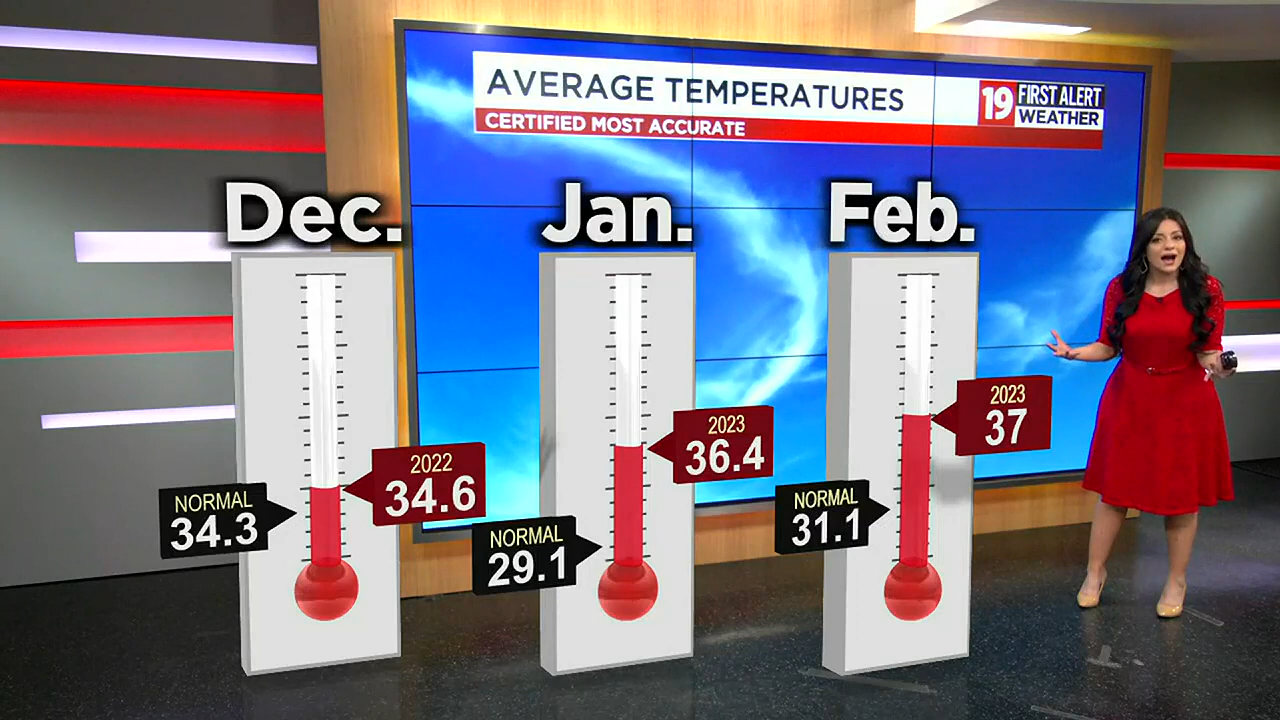 AVERAGE TEMPERATURES
CERTIFIED MOST ACCURATE
19 FIRST ALERT
WEATHER
Dec.
Jan.
Feb.
NORMAL
34.3
2022
34.6
NORMAL
29.1
2023
36.4
NORMAL
31.1
2023
37